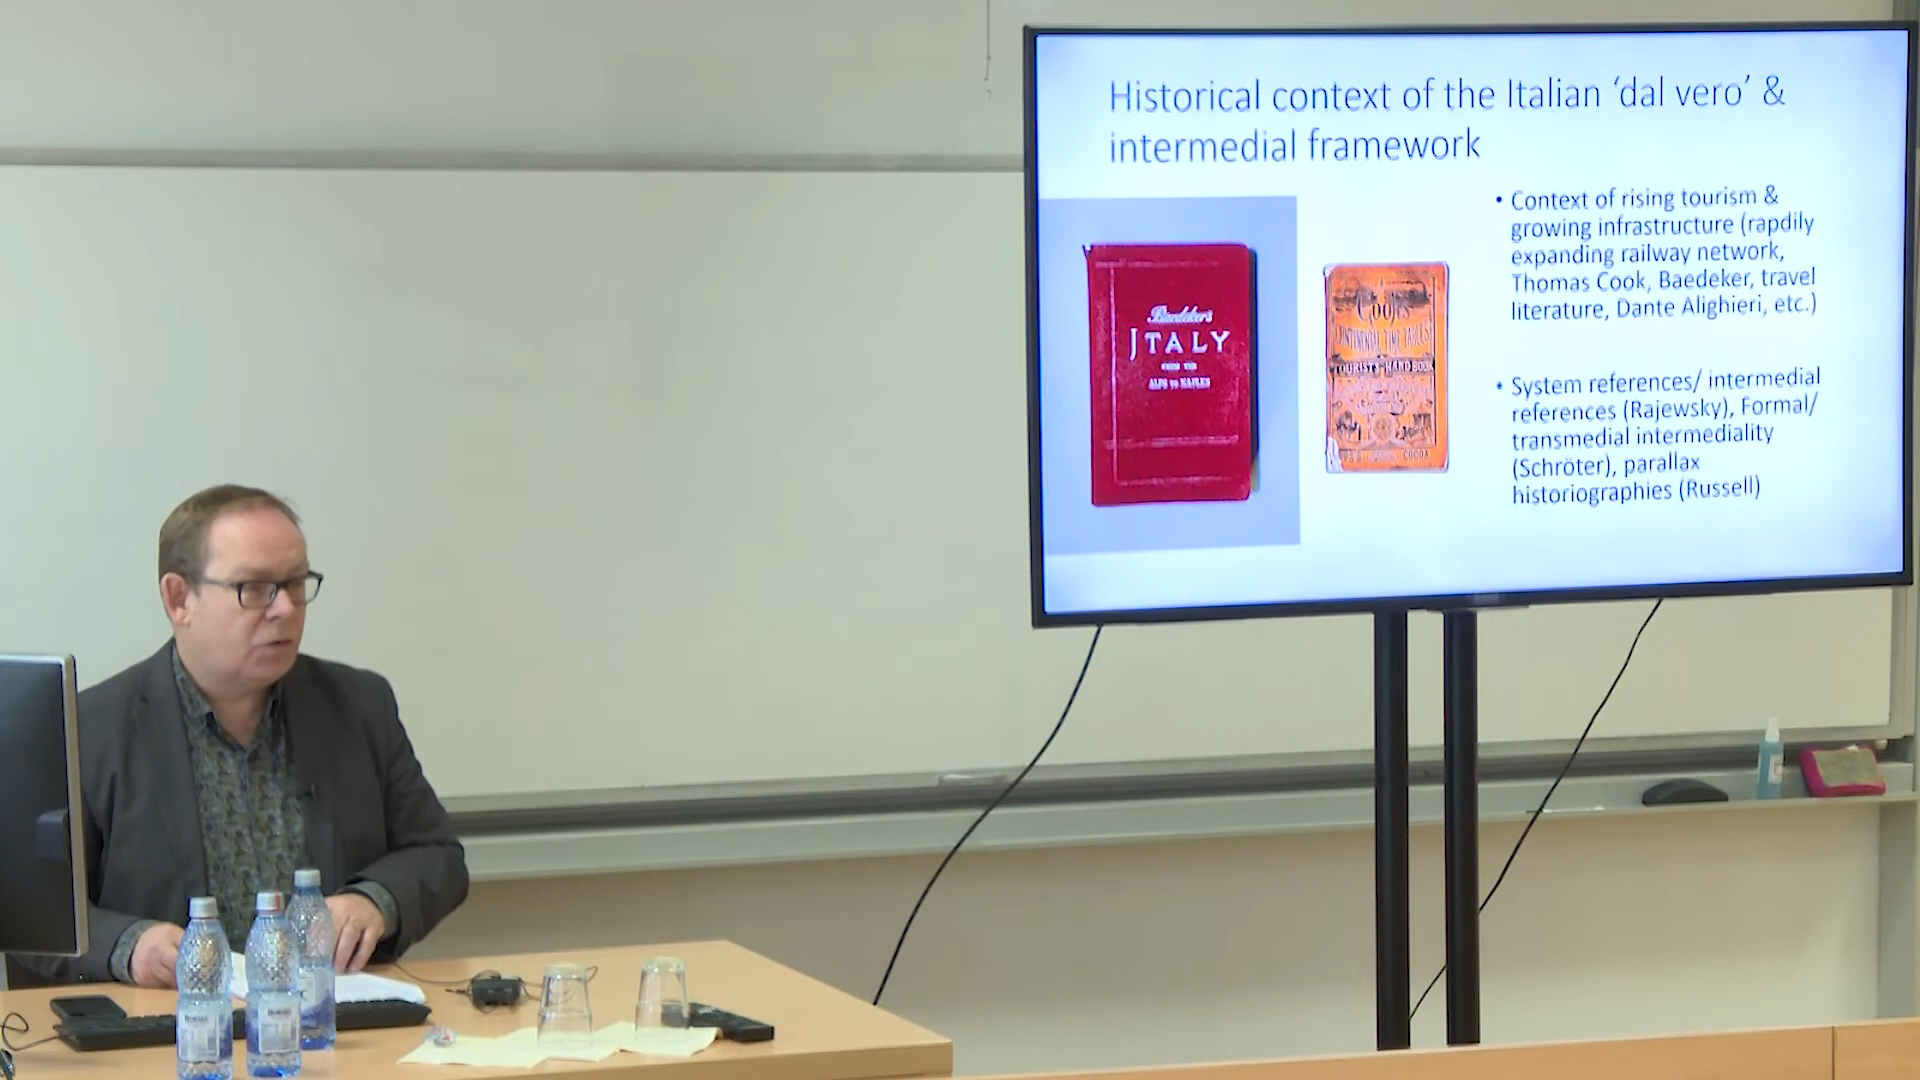 Historical context of the Italian ‘dal vero’ &
intermedial framework
• Context of rising tourism &
growing infrastructure (rapdily
expanding railway network,
Thomas Cook, Baedeker, travel
literature, Dante Alighieri, etc.)
• System references/ intermedial
references (Rajewsky), Formal/
transmedial intermediality
(Schröter), parallax
historiographies (Russell)
Baedeker's
ITALY
FROM THE
ALPS TO NAPLES
COOK'S
CONTINENTAL TIME TABLES
TOURIST'S HANDBOOK
COCOA